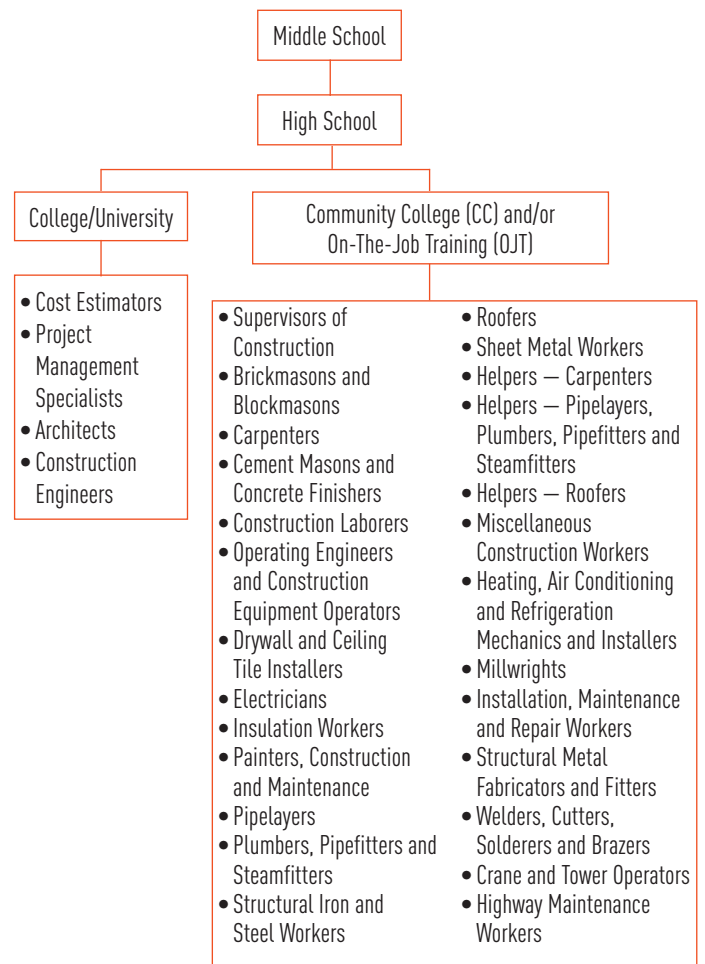 Middle School
High School
College/University
Community College (CC) and/or
On-The-Job Training (OJT)
• Cost Estimators
• Project
Management
Specialists
• Architects
• Construction
Engineers
• Supervisors of
Construction
• Brickmasons and
Blockmasons
• Carpenters
• Cement Masons and
Concrete Finishers
• Construction Laborers
• Operating Engineers
and Construction
Equipment Operators
• Drywall and Ceiling
Tile Installers
• Electricians
• Insulation Workers
• Painters, Construction
and Maintenance
• Pipelayers
• Plumbers, Pipefitters and
Steamfitters
• Structural Iron and
Steel Workers
• Roofers
• Sheet Metal Workers
• Helpers — Carpenters
• Helpers — Pipelayers,
Plumbers, Pipefitters and
Steamfitters
• Helpers — Roofers
• Miscellaneous
Construction Workers
• Heating, Air Conditioning
and Refrigeration
Mechanics and Installers
• Millwrights
• Installation, Maintenance
and Repair Workers
• Structural Metal
Fabricators and Fitters
• Welders, Cutters,
Solderers and Brazers
• Crane and Tower Operators
• Highway Maintenance
Workers